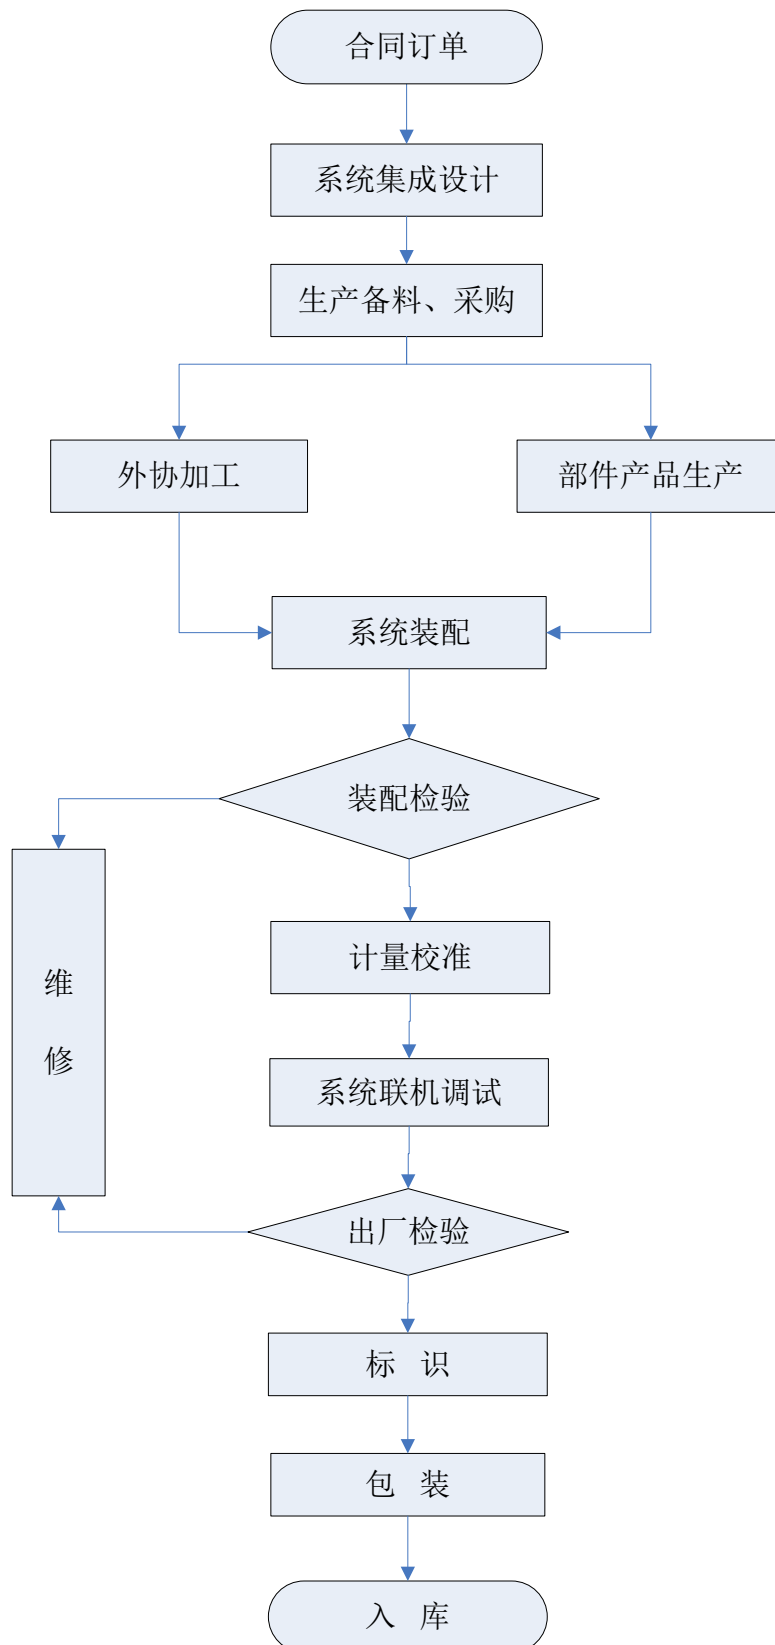 合同订单
系统集成设计
生产备料、采购
外协加工
部件产品生产
系统装配
装配检验
计量校准
维
修
系统联机调试
出厂检验
标 识
包 装
入 库